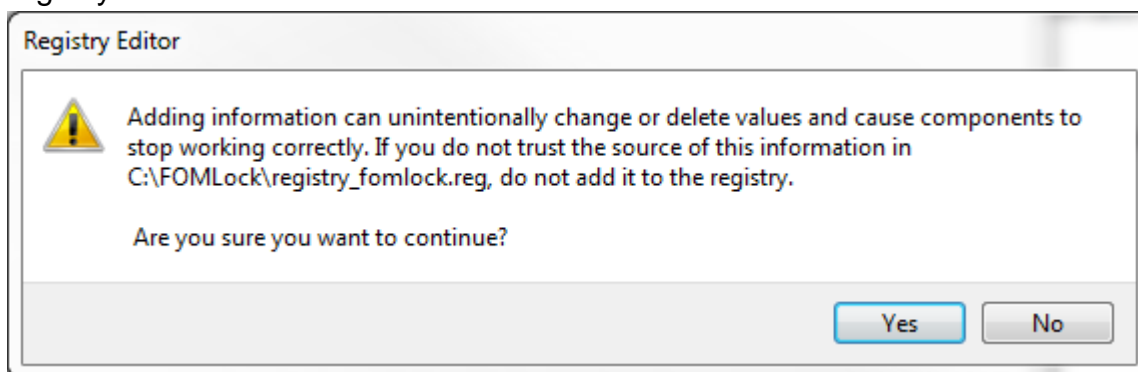 Registry Editor
Adding information can unintentionally change or delete values and cause components to
stop working correctly. If you do not trust the source of this information in
C:\FOMLock\registry_fomlock.reg, do not add it to the registry.
Are you sure you want to continue?
Yes No